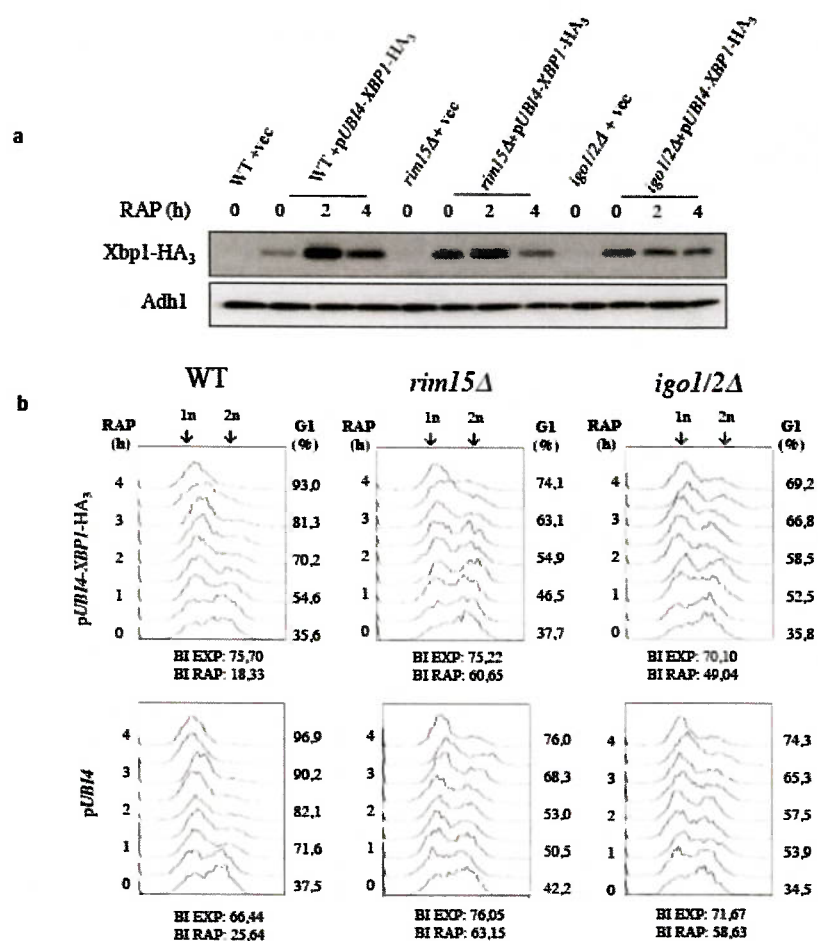 a
WT +vec
WT +pUBI4-XBP1-HA3
rim15Δ+ vec
rim15Δ+pUBI4-XBP1-HA3
igo1/2Δ + vec
igo1/2Δ+pUBI4-XBP1-HA3
RAP (h) 0 0 2 4 0 0 2 4 0 0 2 4
Xbp1-HA3
Adh1
b
WT
rim15Δ
igo1/2Δ
pUBI4-XBP1-HA3
RAP (h) 1n 2n G1 (%)
4 93,0
3 81,3
2 70,2
1 54,6
0 35,6
BI EXP: 75,70
BI RAP: 18,33
RAP (h) 1n 2n G1 (%)
4 74,1
3 63,1
2 54,9
1 46,5
0 37,7
BI EXP: 75,22
BI RAP: 60,65
RAP (h) 1n 2n G1 (%)
4 69,2
3 66,8
2 58,5
1 52,5
0 35,8
BI EXP: 70,10
BI RAP: 49,04
pUBI4
4 96,9
3 90,2
2 82,1
1 71,6
0 37,5
BI EXP: 66,44
BI RAP: 25,64
4 76,0
3 68,3
2 53,0
1 50,5
0 42,2
BI EXP: 76,05
BI RAP: 63,15
4 74,3
3 65,3
2 57,5
1 53,9
0 34,5
BI EXP: 71,67
BI RAP: 58,63